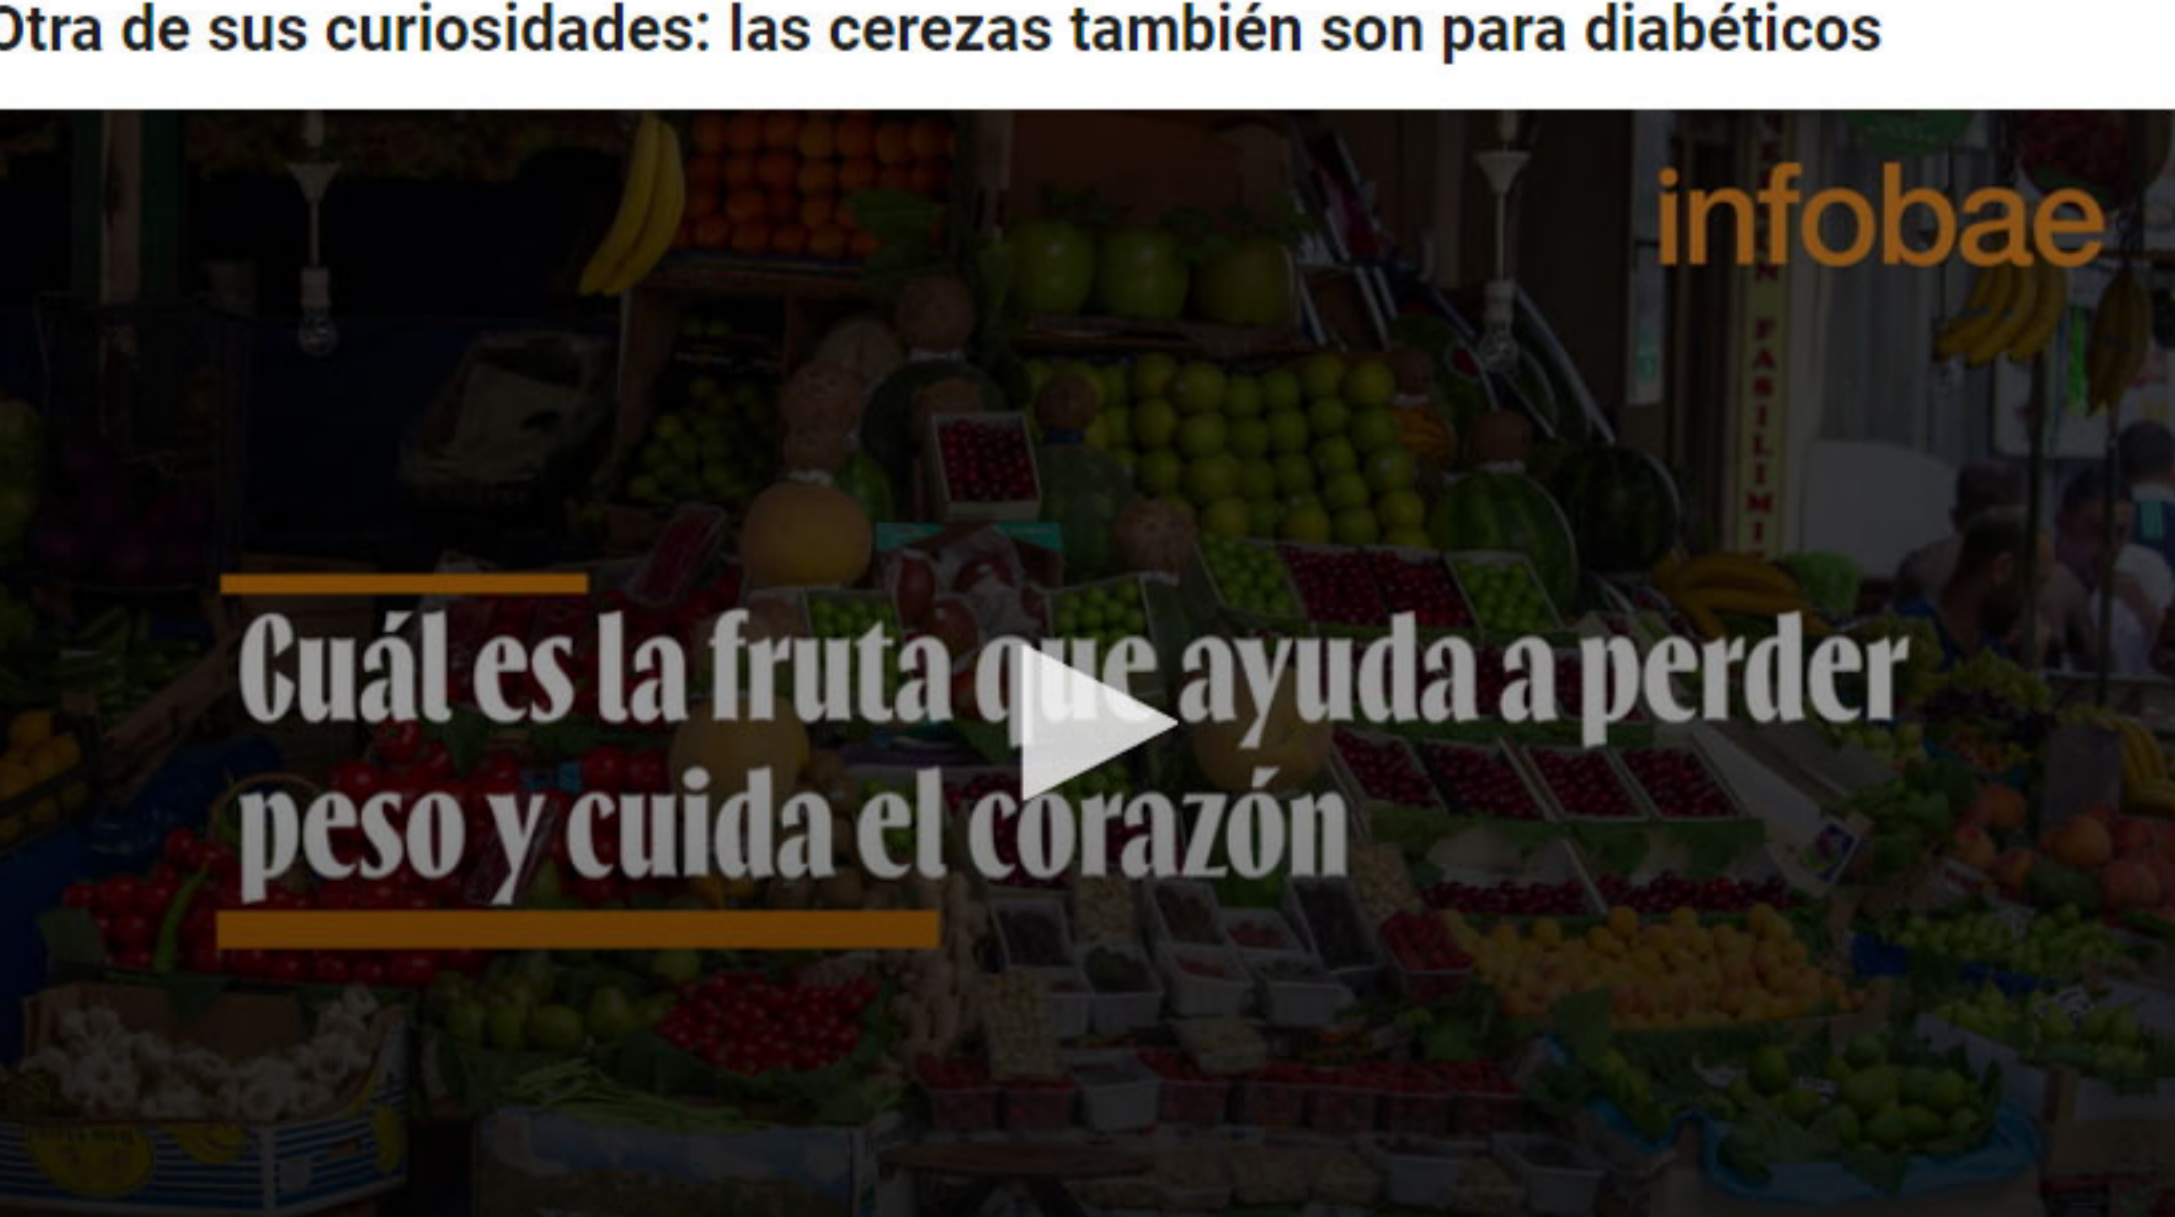 Otra de sus curiosidades: las cerezas también son para diabéticos
infobae
Cuál es la fruta que ayuda a perder
peso y cuida el corazón